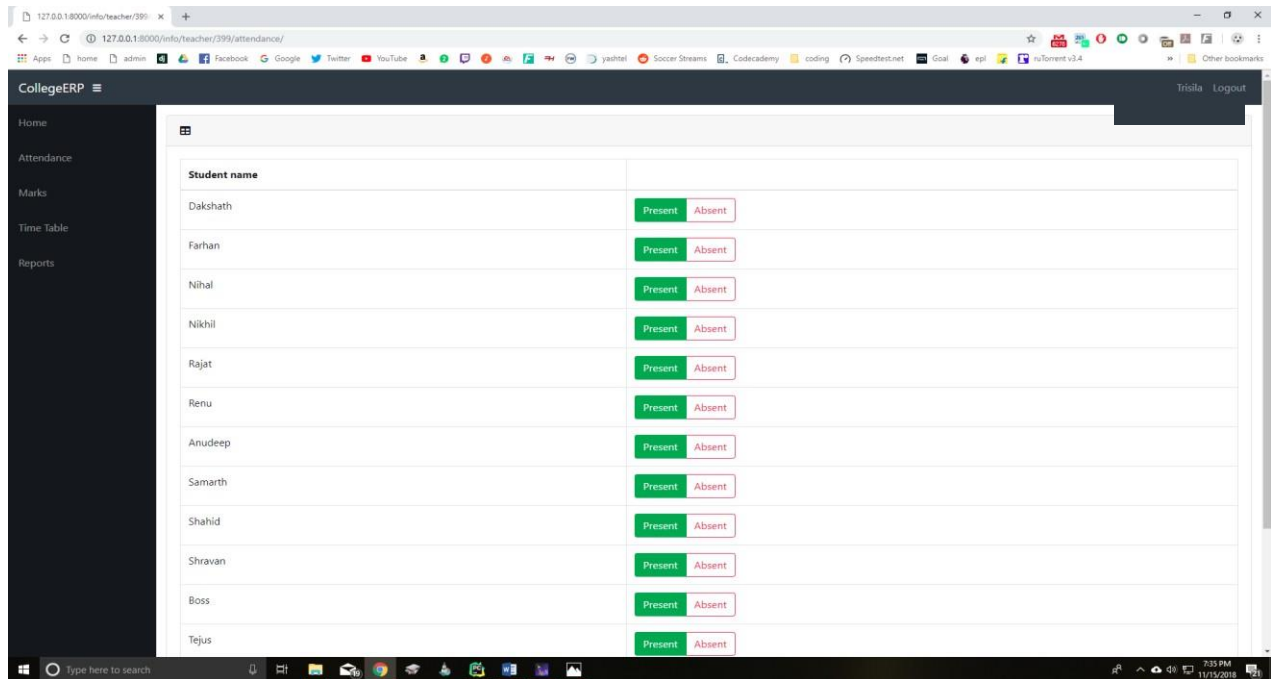 127.0.0.1:8000/info/teacher/399
127.0.0.1:8000/info/teacher/399/attendance/
Apps home admin Facebook Google Twitter YouTube yashtel Soccer Streams Codecademy coding Speedtest.net Goal epl ruTorrent v3.4 Other bookmarks
CollegeERP Trisila Logout
Home
Attendance
Marks
Time Table
Reports
Student name
Dakshath Present Absent
Farhan Present Absent
Nihal Present Absent
Nikhil Present Absent
Rajat Present Absent
Renu Present Absent
Anudeep Present Absent
Samarth Present Absent
Shahid Present Absent
Shravan Present Absent
Boss Present Absent
Tejus Present Absent
Type here to search 7:35 PM
11/15/2018